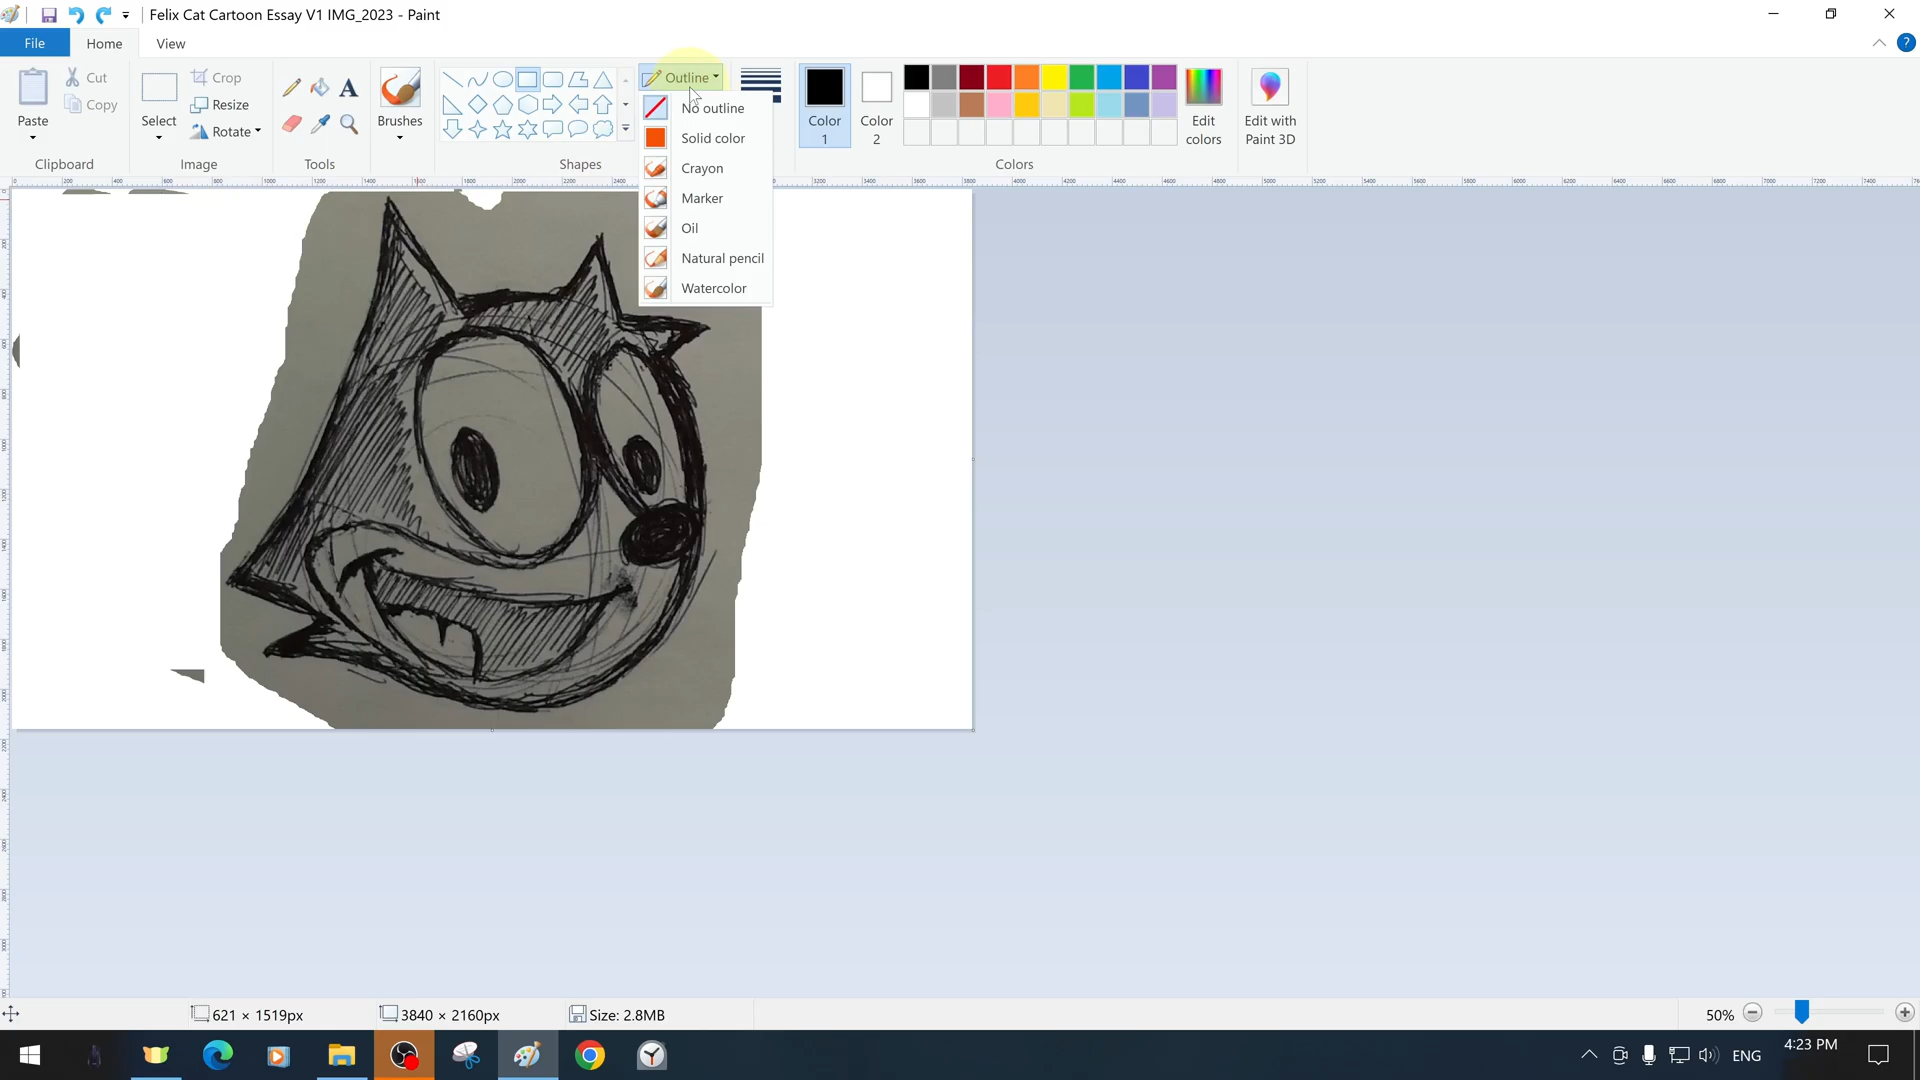 Felix Cat Cartoon Essay V1 IMG_2023 - Paint
File
Home
View
Paste
Cut
Copy
Clipboard
Select
Crop
Resize
Rotate
Image
A
Tools
Brushes
Shapes
Outline
No outline
Solid color
Crayon
Marker
Oil
Natural pencil
Watercolor
Color
1
Color
2
Edit
colors
Edit with
Paint 3D
Colors
621 × 1519px
3840 × 2160px
Size: 2.8MB
50%
ENG
4:23 PM